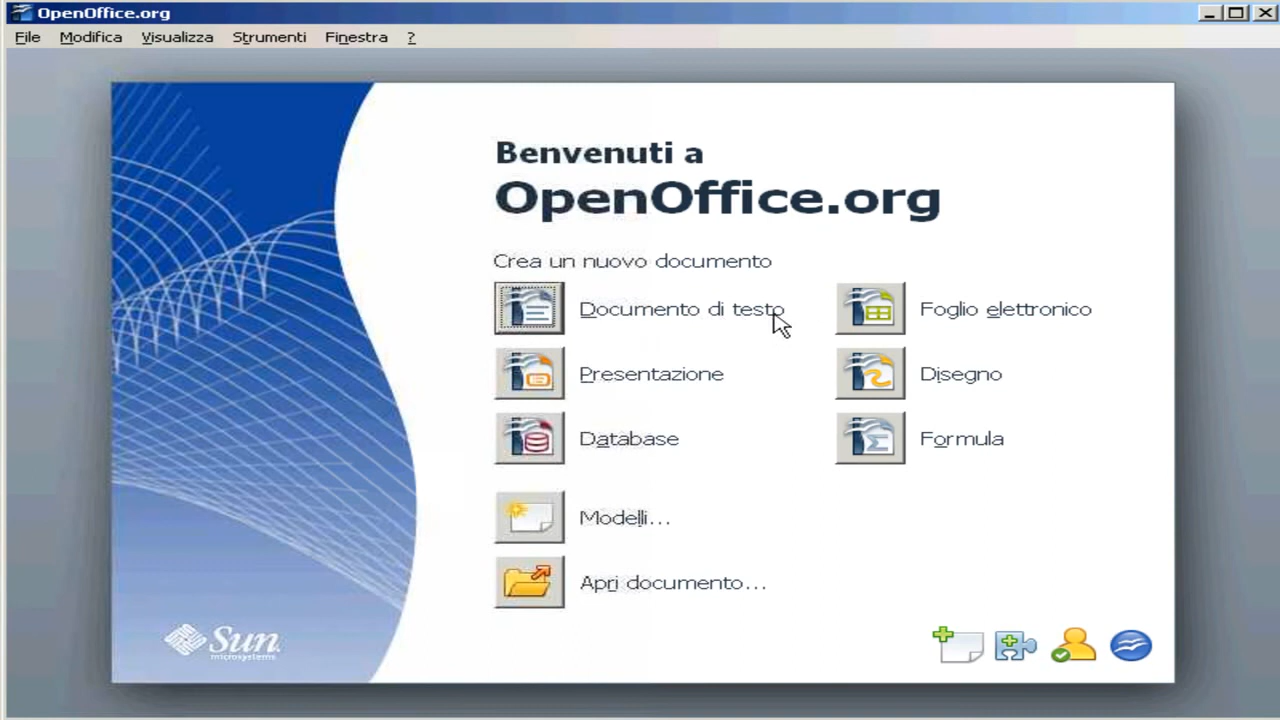 OpenOffice.org
File Modifica Visualizza Strumenti Finestra ?
Benvenuti a
OpenOffice.org
Crea un nuovo documento
Documento di testo Foglio elettronico
Presentazione Disegno
Database Formula
Modelli...
Apri documento...
Sun
microsystems